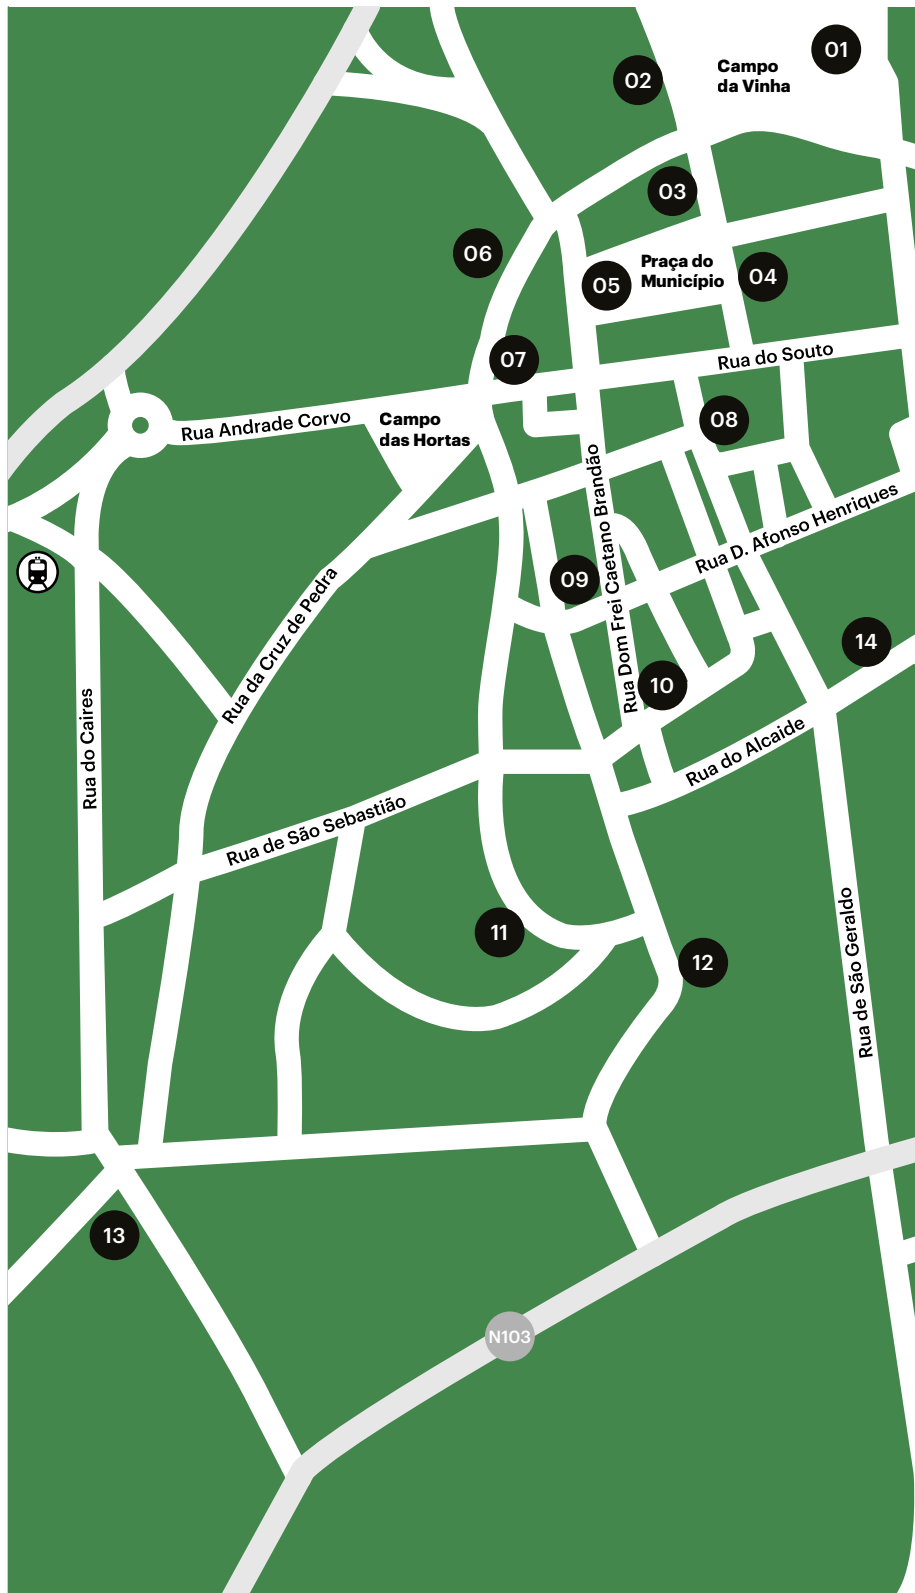 01
Campo
da Vinha
02
03
06
Praça do
Município
04
05
07
Rua do Souto
Campo
das Hortas
Rua Andrade Corvo
08
Rua Dom Frei Caetano Brandão
Rua D. Afonso Henriques
09
Rua da Cruz de Pedra
14
10
Rua do Caires
Rua do Alcaide
Rua de São Sebastião
11
12
Rua de São Geraldo
13
N103